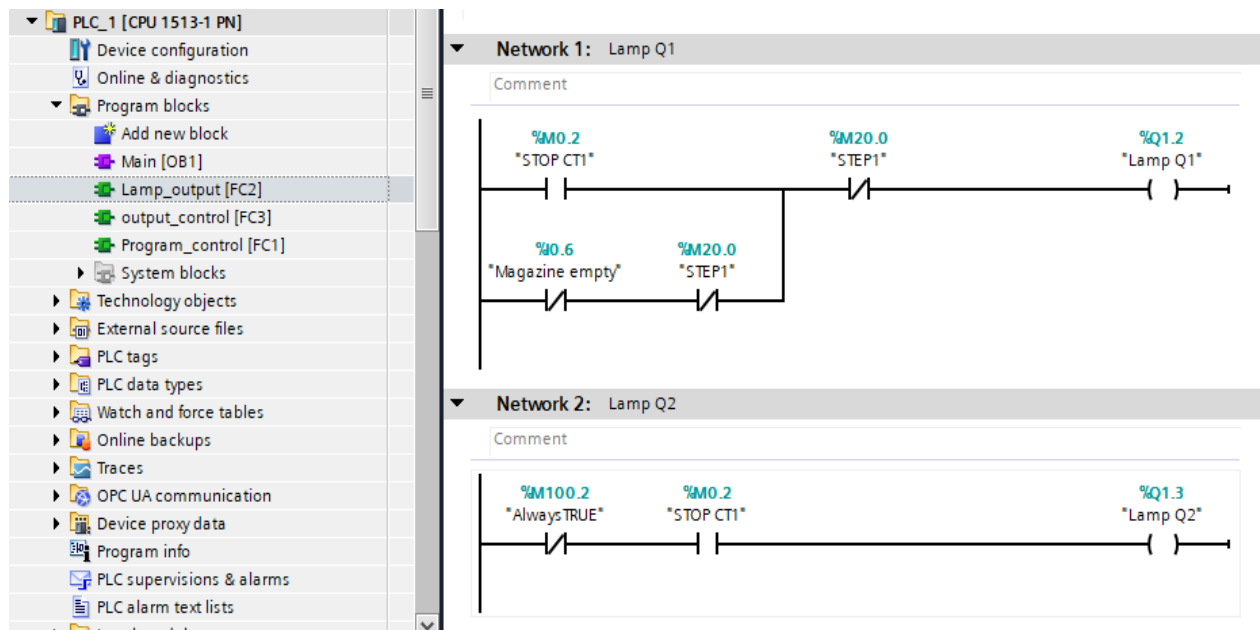 PLC_1 [CPU 1513-1 PN]
Device configuration
Online & diagnostics
Program blocks
Add new block
Main [OB1]
Lamp_output [FC2]
output_control [FC3]
Program_control [FC1]
System blocks
Technology objects
External source files
PLC tags
PLC data types
Watch and force tables
Online backups
Traces
OPC UA communication
Device proxy data
Program info
PLC supervisions & alarms
PLC alarm text lists
Network 1: Lamp Q1
Comment
%M0.2 %M20.0 %Q1.2
"STOP CT1" "STEP1" "Lamp Q1"
%I0.6 %M20.0
"Magazine empty" "STEP1"
Network 2: Lamp Q2
Comment
%M100.2 %M0.2 %Q1.3
"AlwaysTRUE" "STOP CT1" "Lamp Q2"